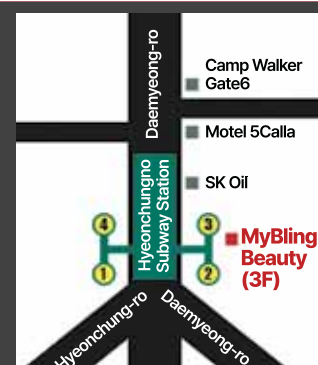 Daemyeong-ro
Camp Walker
Gate6
Motel 5Calla
Hyeonchungno
Subway Station
SK Oil
4
3
1
2
MyBling
Beauty
(3F)
Hyeonchung-ro
Daemyeong-ro